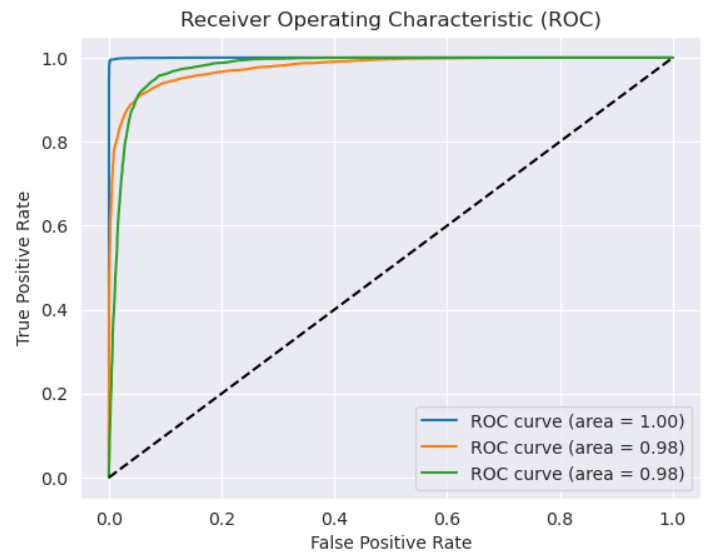 Receiver Operating Characteristic (ROC)
1.0
0.8
0.6
0.4
0.2
0.0
True Positive Rate
ROC curve (area = 1.00)
ROC curve (area = 0.98)
ROC curve (area = 0.98)
0.0 0.2 0.4 0.6 0.8 1.0
False Positive Rate